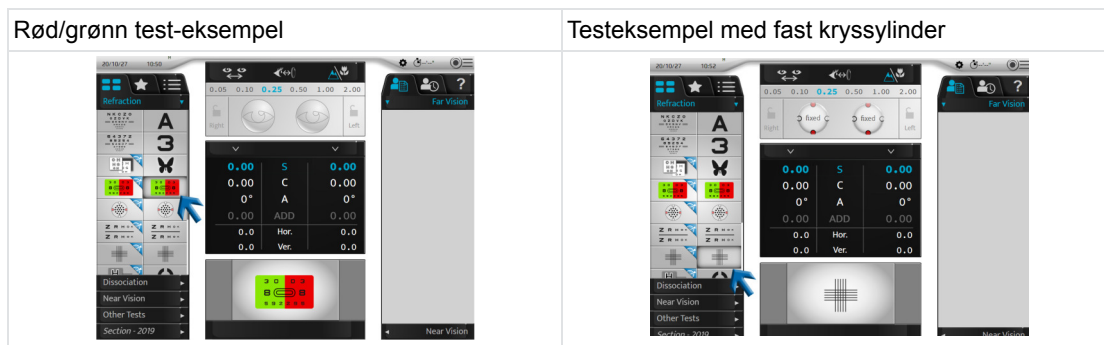 Rød/grønn test-eksempel
Testeksempel med fast kryssylinder
20/10/27 10:50
Refraction
A
3
Dissociation
Near Vision
Other Tests
Section - 2019
0.05 0.10 0.25 0.50 1.00 2.00
Right Left
0.00 S 0.00
0.00 C 0.00
0° A 0°
0.00 ADD 0.00
0.0 Hor. 0.0
0.0 Ver. 0.0
B B
?
Far Vision
Near Vision
20/10/27 10:52
Refraction
A
3
Dissociation
Near Vision
Other Tests
Section - 2019
0.05 0.10 0.25 0.50 1.00 2.00
fixed fixed
Right Left
0.00 S 0.00
0.00 C 0.00
0° A 0°
0.00 ADD 0.00
0.0 Hor. 0.0
0.0 Ver. 0.0
?
Far Vision
Near Vision